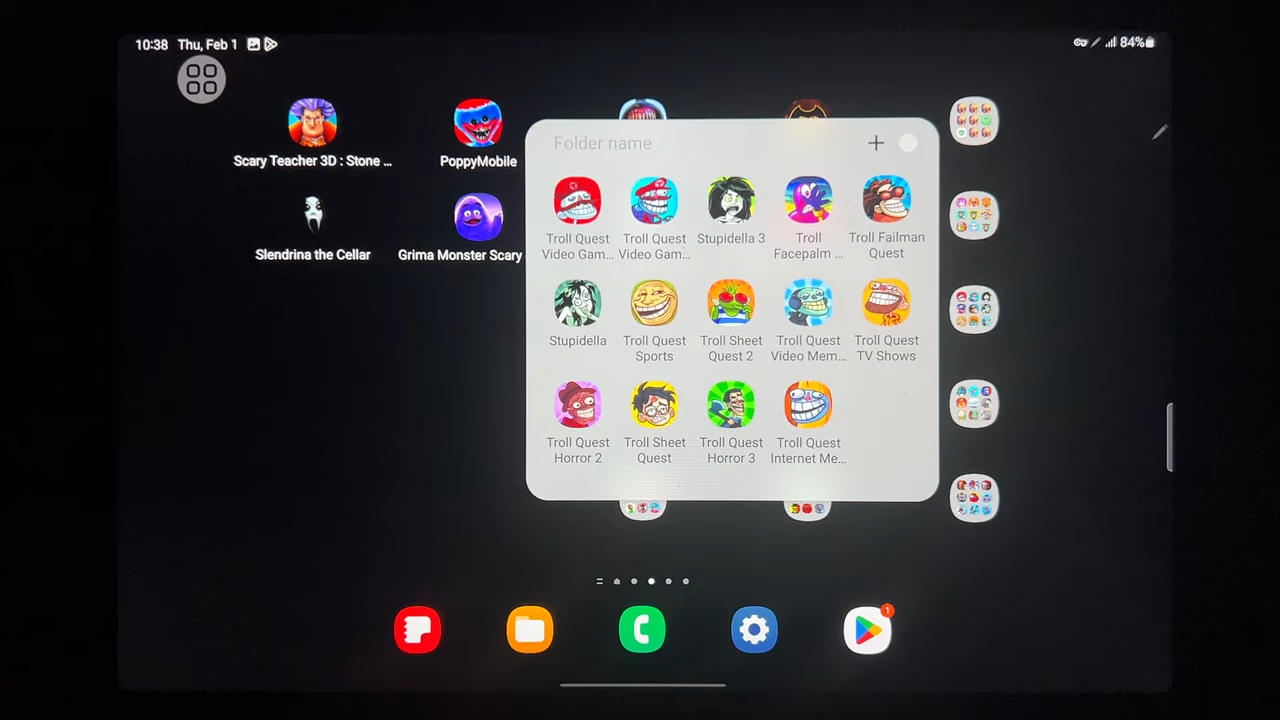 10:38 Thu, Feb 1
84%
Scary Teacher 3D : Stone ...
PoppyMobile
Slendrina the Cellar
Grima Monster Scary
Folder name
Troll Quest
Video Gam...
Troll Quest
Video Gam...
Stupidella 3
Troll
Facepalm ...
Troll Failman
Quest
Stupidella
Troll Quest
Sports
Troll Sheet
Quest 2
Troll Quest
Video Mem...
Troll Quest
TV Shows
Troll Quest
Horror 2
Troll Sheet
Quest
Troll Quest
Horror 3
Troll Quest
Internet Me...
1